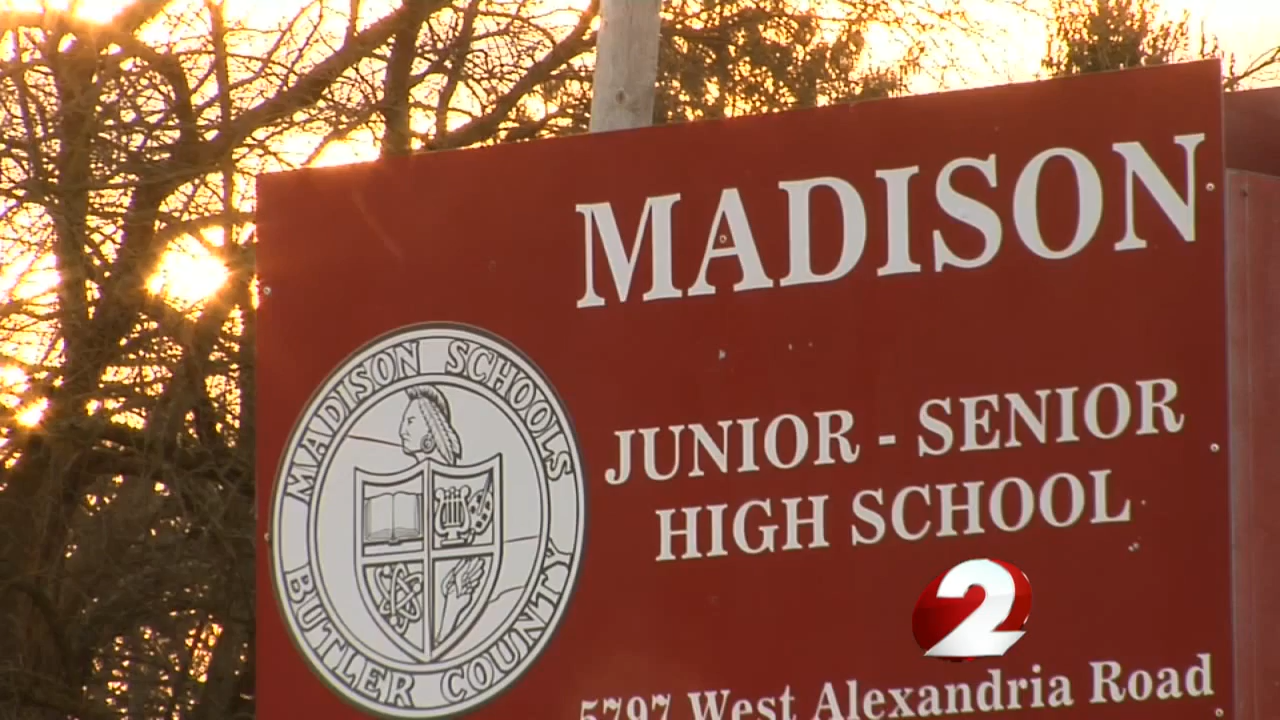 MADISON
JUNIOR - SENIOR
HIGH SCHOOL
5797 West Alexandria Road
MADISON SCHOOLS
BUTLER COUNTY
2